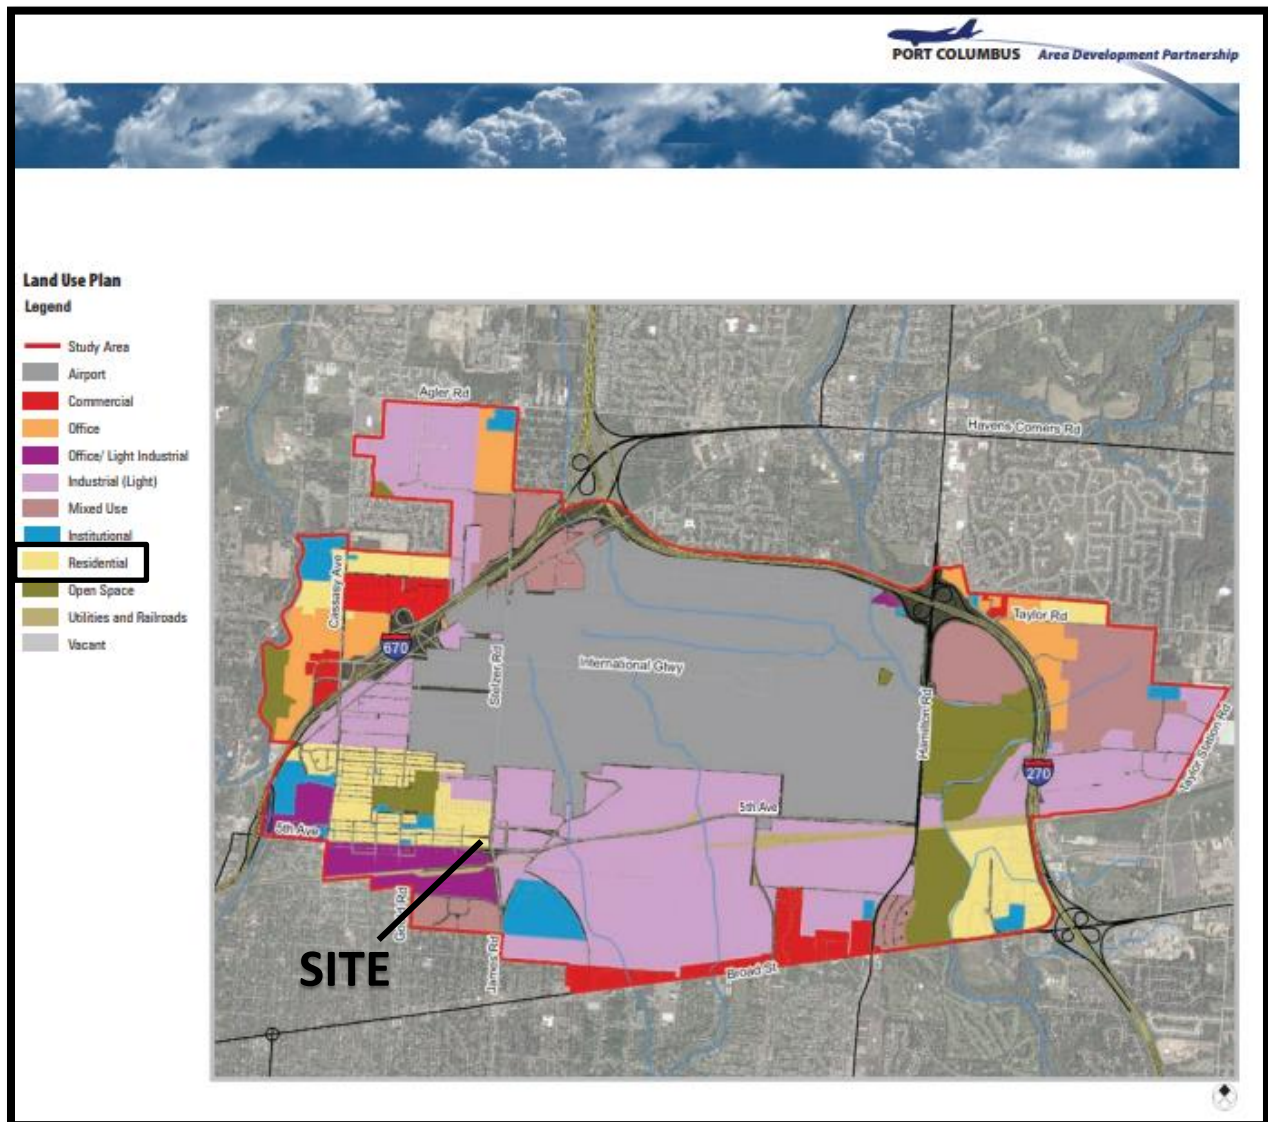 PORT COLUMBUS Area Development Partnership
Land Use Plan
Legend
Study Area
Airport
Commercial
Office
Office/ Light Industrial
Industrial (Light)
Mixed Use
Institutional
Residential
Open Space
Utilities and Railroads
Vacant
Agler Rd
Havens Corners Rd
Cassady Ave
Taylor Rd
670
Stelzer Rd
International Gtwy
Hamilton Rd
Taylor Station Rd
270
5th Ave
5th Ave
Gould Rd
SITE
James Rd
Broad St